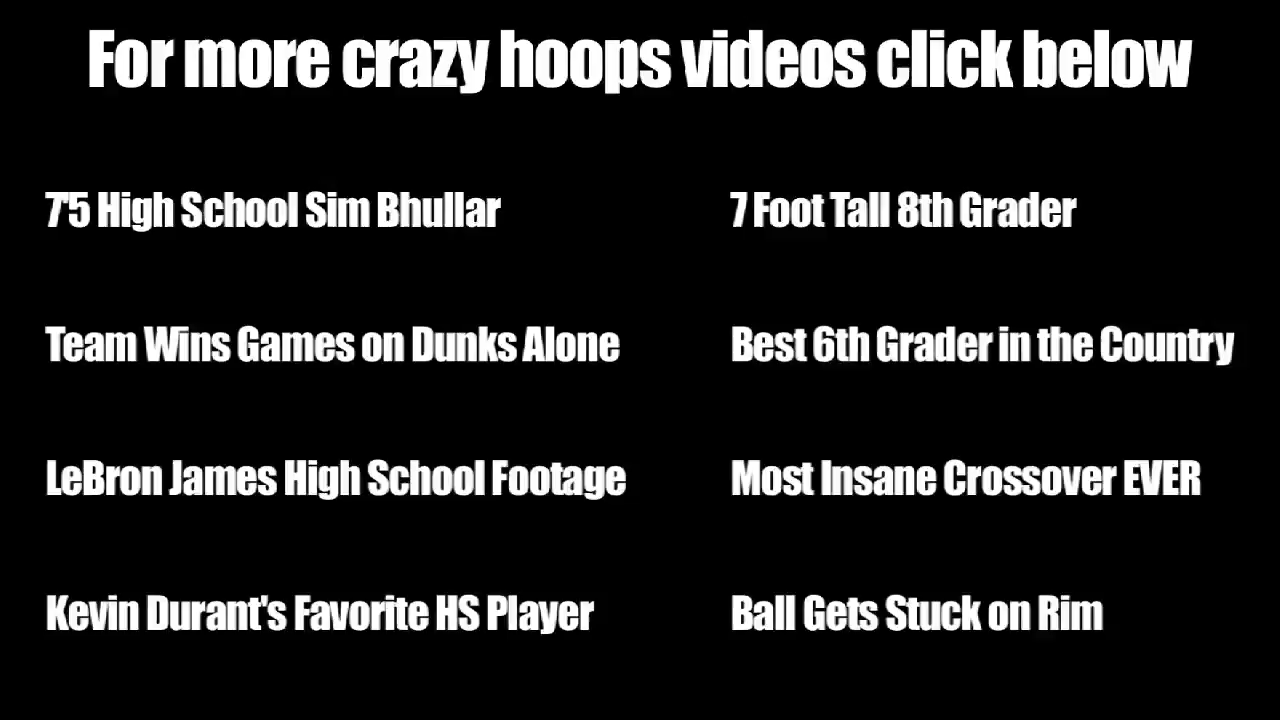 For more crazy hoops videos click below
7'5 High School Sim Bhullar
7 Foot Tall 8th Grader
Team Wins Games on Dunks Alone
Best 6th Grader in the Country
LeBron James High School Footage
Most Insane Crossover EVER
Kevin Durant's Favorite HS Player
Ball Gets Stuck on Rim